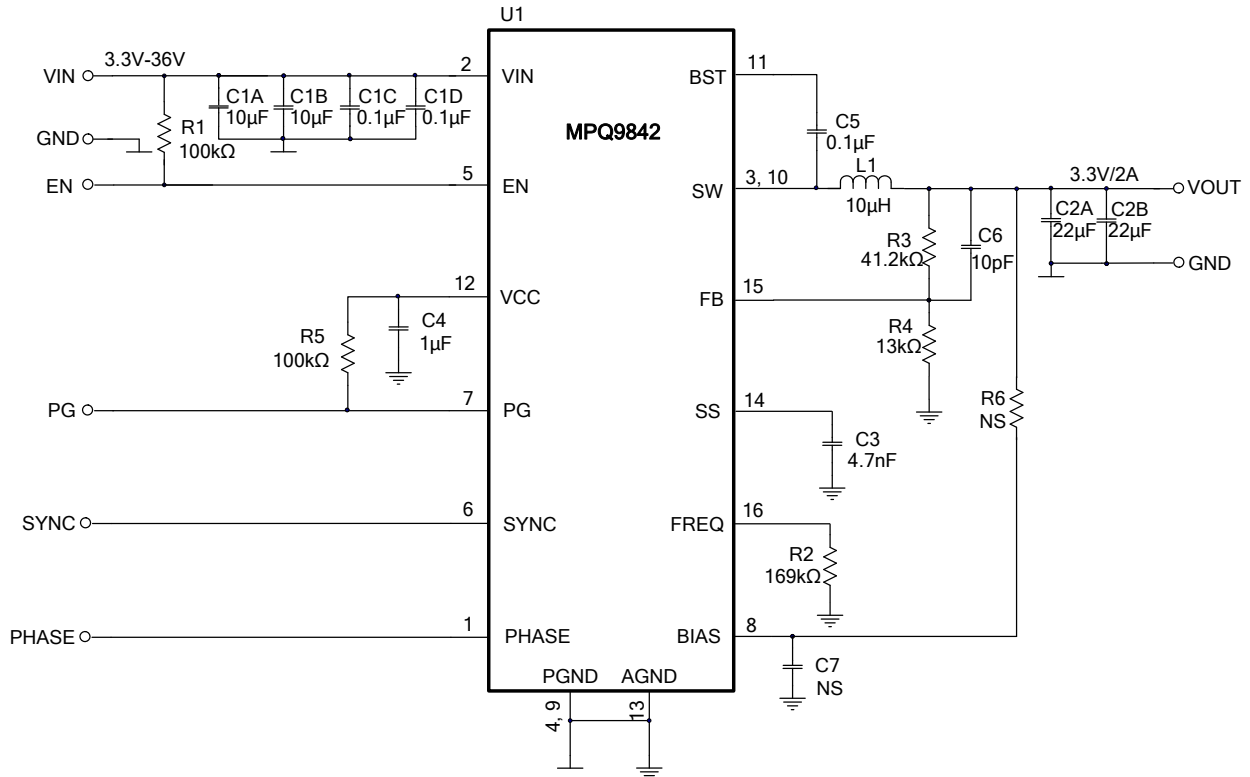 U1
MPQ9842
VIN
3.3V-36V
2
VIN
C1A
10µF
C1B
10µF
C1C
0.1µF
C1D
0.1µF
R1
100kΩ
GND
EN
5
EN
12
VCC
C4
1µF
R5
100kΩ
PG
7
PG
SYNC
6
SYNC
PHASE
1
PHASE
PGND
AGND
4, 9
13
BST
11
C5
0.1µF
SW
3, 10
L1
10µH
3.3V/2A
VOUT
C2A
22µF
C2B
22µF
GND
R3
41.2kΩ
C6
10pF
FB
15
R4
13kΩ
R6
NS
SS
14
C3
4.7nF
FREQ
16
R2
169kΩ
BIAS
8
C7
NS